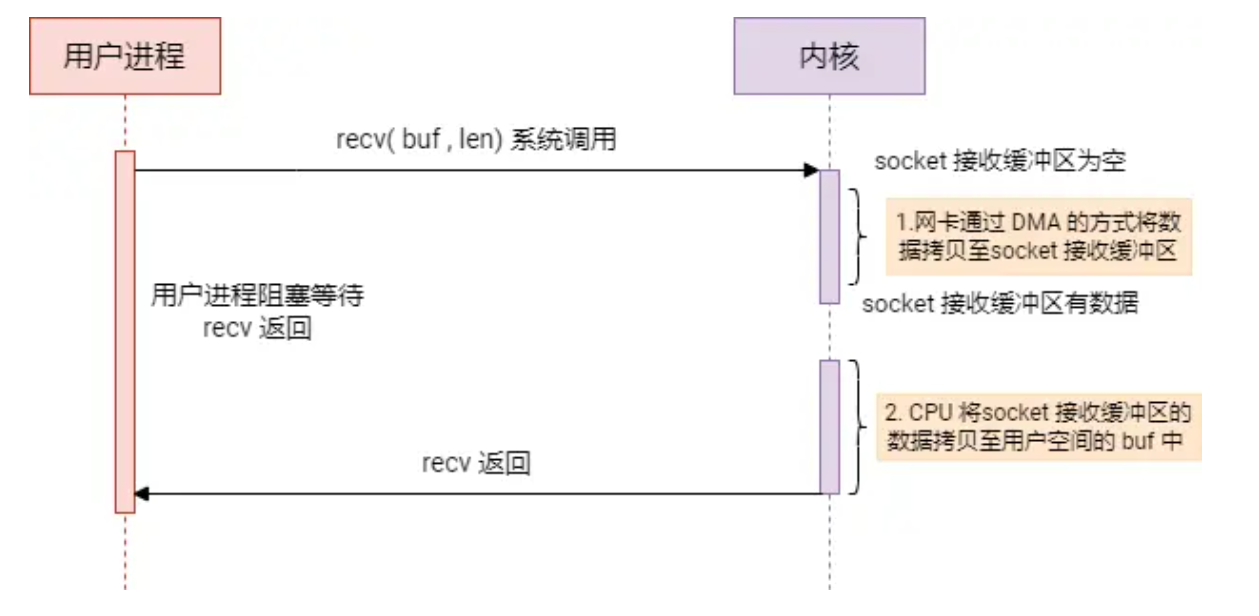 用户进程
内核
recv( buf , len) 系统调用
socket 接收缓冲区为空
1.网卡通过 DMA 的方式将数
据拷贝至socket 接收缓冲区
用户进程阻塞等待
recv 返回
socket 接收缓冲区有数据
2. CPU 将socket 接收缓冲区的
数据拷贝至用户空间的 buf 中
recv 返回